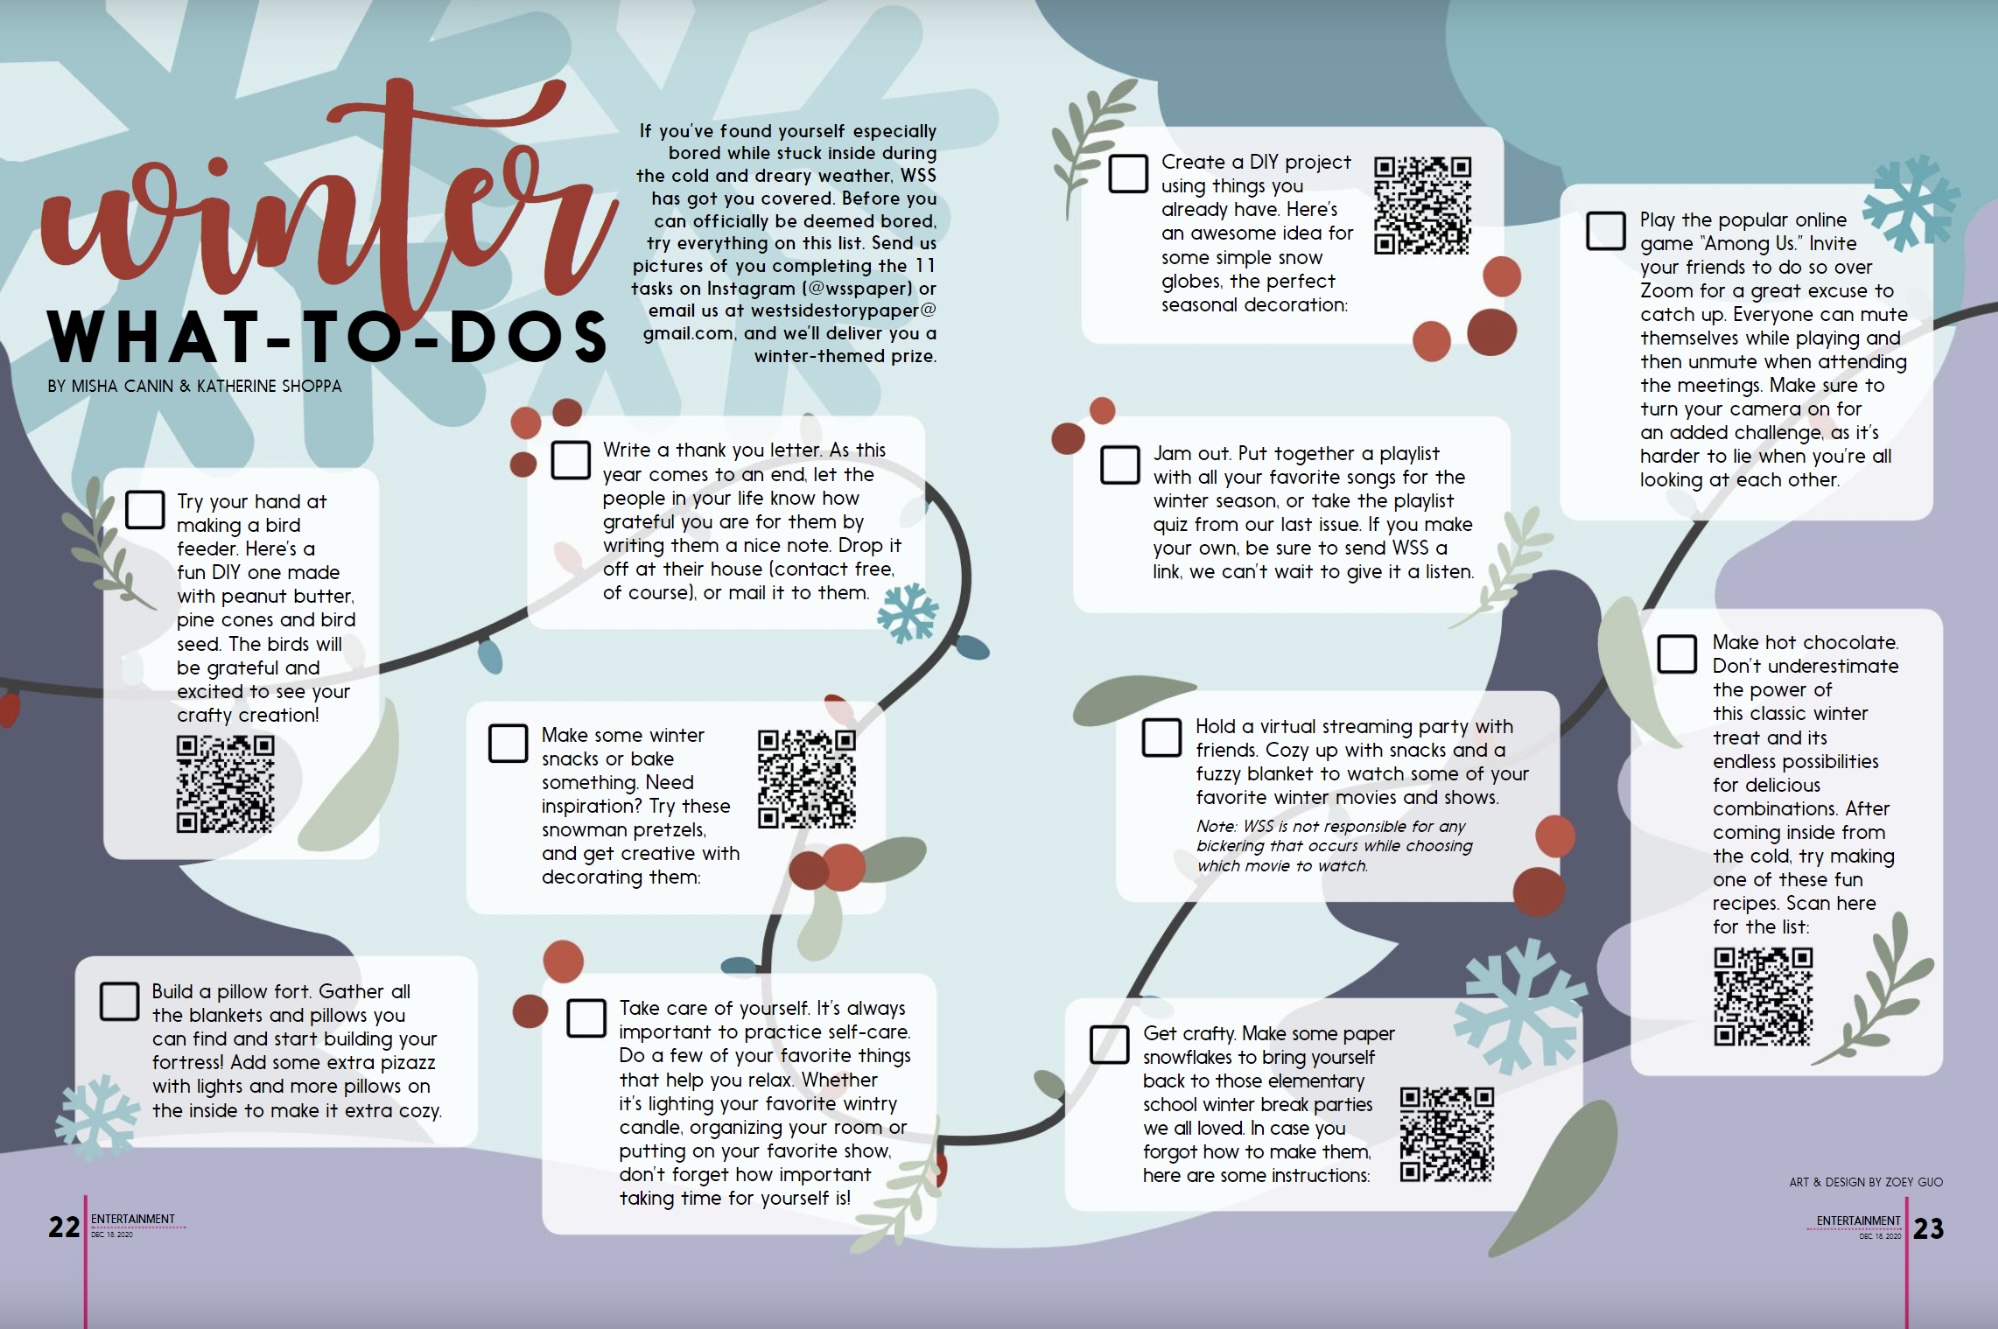 winter
WHAT-TO-DOS
BY MISHA CANIN & KATHERINE SHOPPA
If you've found yourself especially
bored while stuck inside during
the cold and dreary weather, WSS
has got you covered. Before you
can officially be deemed bored,
try everything on this list. Send us
pictures of you completing the 11
tasks on Instagram (@wsspaper) or
email us at westsidestorypaper@
gmail.com, and we'll deliver you a
winter-themed prize.
Try your hand at
making a bird
feeder. Here's a
fun DIY one made
with peanut butter,
pine cones and bird
seed. The birds will
be grateful and
excited to see your
crafty creation!
Write a thank you letter. As this
year comes to an end, let the
people in your life know how
grateful you are for them by
writing them a nice note. Drop it
off at their house (contact free,
of course), or mail it to them.
Make some winter
snacks or bake
something. Need
inspiration? Try these
snowman pretzels,
and get creative with
decorating them:
Build a pillow fort. Gather all
the blankets and pillows you
can find and start building your
fortress! Add some extra pizazz
with lights and more pillows on
the inside to make it extra cozy.
Take care of yourself. It's always
important to practice self-care.
Do a few of your favorite things
that help you relax. Whether
it's lighting your favorite wintry
candle, organizing your room or
putting on your favorite show,
don't forget how important
taking time for yourself is!
22
ENTERTAINMENT
DEC. 18, 2020
Create a DIY project
using things you
already have. Here's
an awesome idea for
some simple snow
globes, the perfect
seasonal decoration:
Play the popular online
game "Among Us." Invite
your friends to do so over
Zoom for a great excuse to
catch up. Everyone can mute
themselves while playing and
then unmute when attending
the meetings. Make sure to
turn your camera on for
an added challenge, as it's
harder to lie when you're all
looking at each other.
Jam out. Put together a playlist
with all your favorite songs for the
winter season, or take the playlist
quiz from our last issue. If you make
your own, be sure to send WSS a
link, we can't wait to give it a listen.
Hold a virtual streaming party with
friends. Cozy up with snacks and a
fuzzy blanket to watch some of your
favorite winter movies and shows.
Note: WSS is not responsible for any
bickering that occurs while choosing
which movie to watch.
Make hot chocolate.
Don't underestimate
the power of
this classic winter
treat and its
endless possibilities
for delicious
combinations. After
coming inside from
the cold, try making
one of these fun
recipes. Scan here
for the list:
Get crafty. Make some paper
snowflakes to bring yourself
back to those elementary
school winter break parties
we all loved. In case you
forgot how to make them,
here are some instructions:
ART & DESIGN BY ZOEY GUO
ENTERTAINMENT
DEC. 18, 2020
23